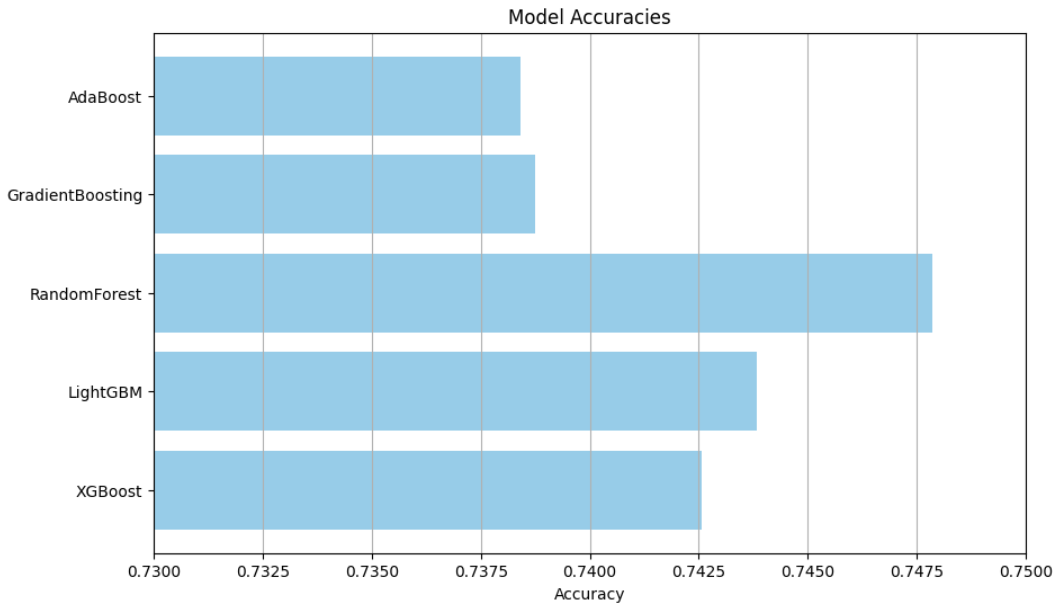 Model Accuracies
AdaBoost
GradientBoosting
RandomForest
LightGBM
XGBoost
0.7300 0.7325 0.7350 0.7375 0.7400 0.7425 0.7450 0.7475 0.7500
Accuracy